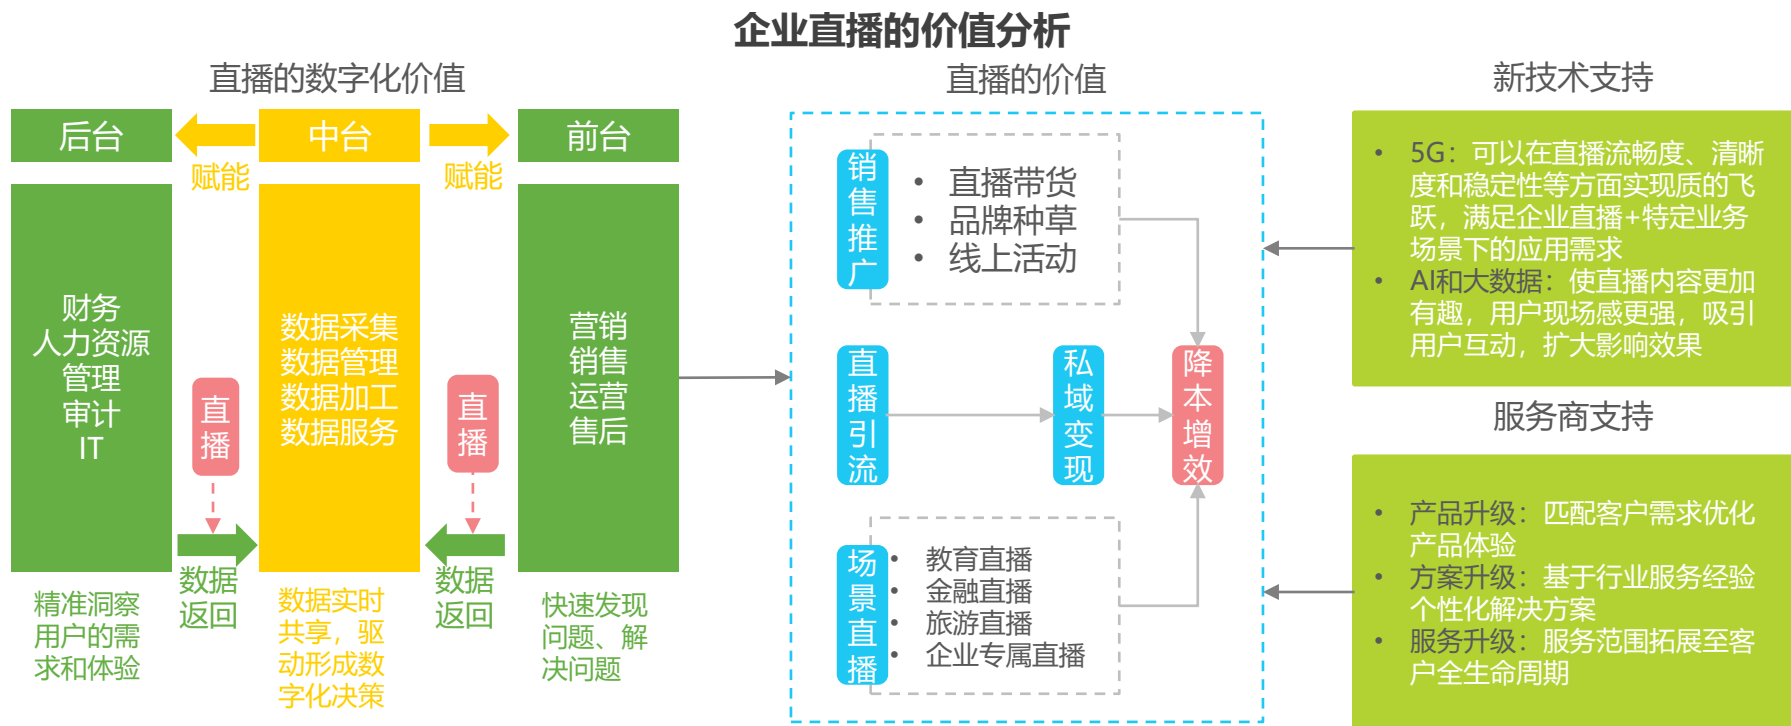 企业直播的价值分析
直播的数字化价值
后台
中台
前台
赋能
赋能
财务
人力资源
管理
审计
IT
直播
数据采集
数据管理
数据加工
数据服务
直播
营销
销售
运营
售后
数据
返回
数据
返回
精准洞察
用户的需
求和体验
数据实时
共享，驱
动形成数
字化决策
快速发现
问题、解
决问题
直播的价值
销售推广
• 直播带货
• 品牌种草
• 线上活动
直播引流
私域变现
降本增效
场景直播
• 教育直播
• 金融直播
• 旅游直播
• 企业专属直播
新技术支持
• 5G：可以在直播流畅度、清晰
度和稳定性等方面实现质的飞
跃，满足企业直播+特定业务
场景下的应用需求
• AI和大数据：使直播内容更加
有趣，用户现场感更强，吸引
用户互动，扩大影响效果
服务商支持
• 产品升级：匹配客户需求优化
产品体验
• 方案升级：基于行业服务经验
个性化解决方案
• 服务升级：服务范围拓展至客
户全生命周期